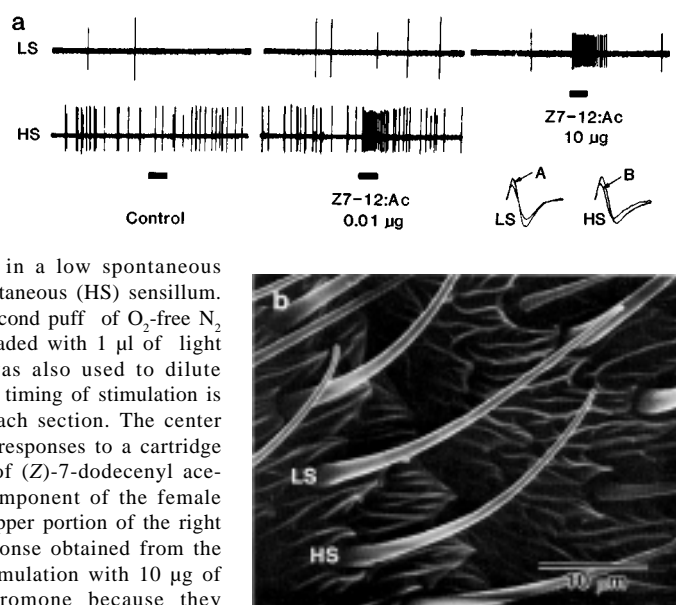 a
LS
HS
Z7-12:Ac
10 µg
Control
Z7-12:Ac
0.01 µg
A
B
LS
HS
in a low spontaneous
taneous (HS) sensillum.
cond puff of O₂-free N₂
aded with 1 µl of light
as also used to dilute
timing of stimulation is
ach section. The center
responses to a cartridge
of (Z)-7-dodecenyl ace-
mponent of the female
pper portion of the right
onse obtained from the
mulation with 10 µg of
romone because they
b
LS
HS
10 µm